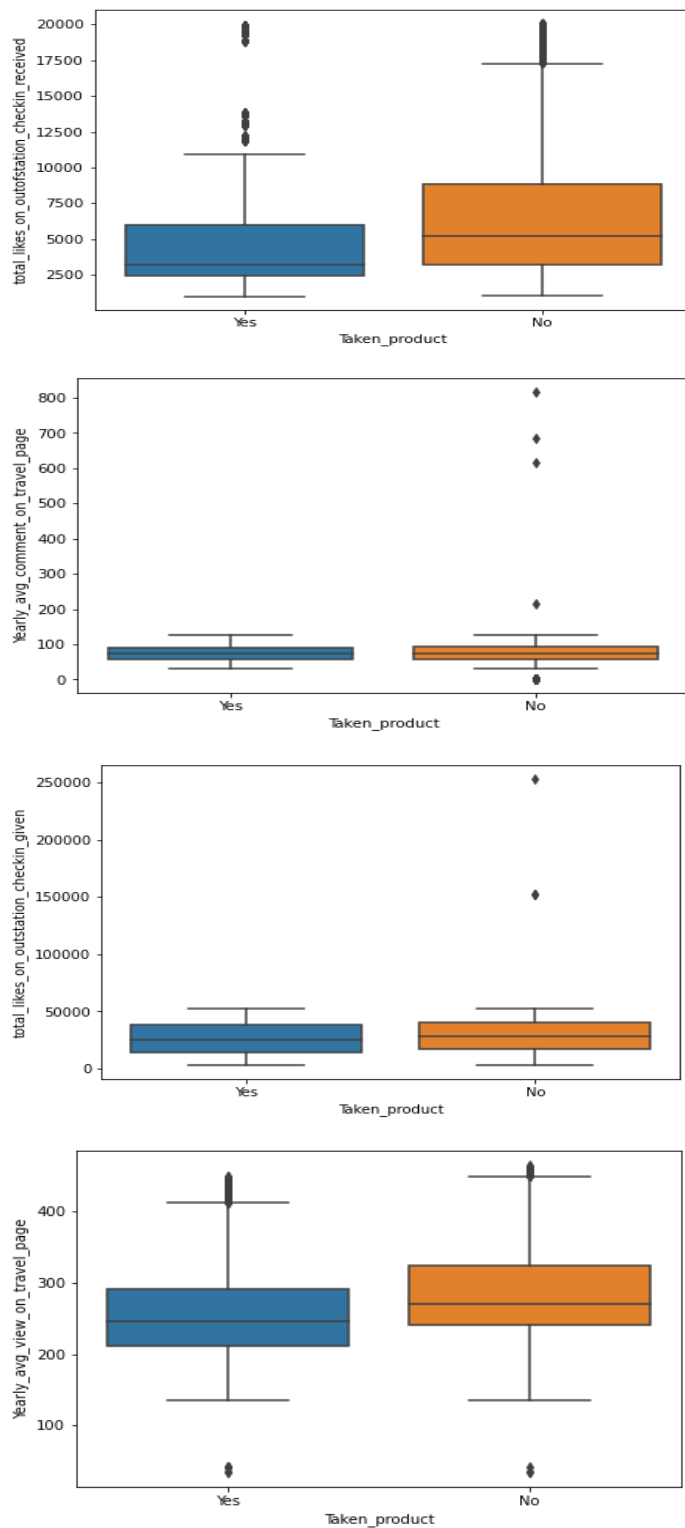 20000
17500
15000
12500
10000
7500
5000
2500
total_likes_on_outofstation_checkin_received
Yes No
Taken_product
800
700
600
500
400
300
200
100
0
Yearly_avg_comment_on_travel_page
Yes No
Taken_product
250000
200000
150000
100000
50000
0
total_likes_on_outstation_checkin_given
Yes No
Taken_product
400
300
200
100
Yearly_avg_view_on_travel_page
Yes No
Taken_product